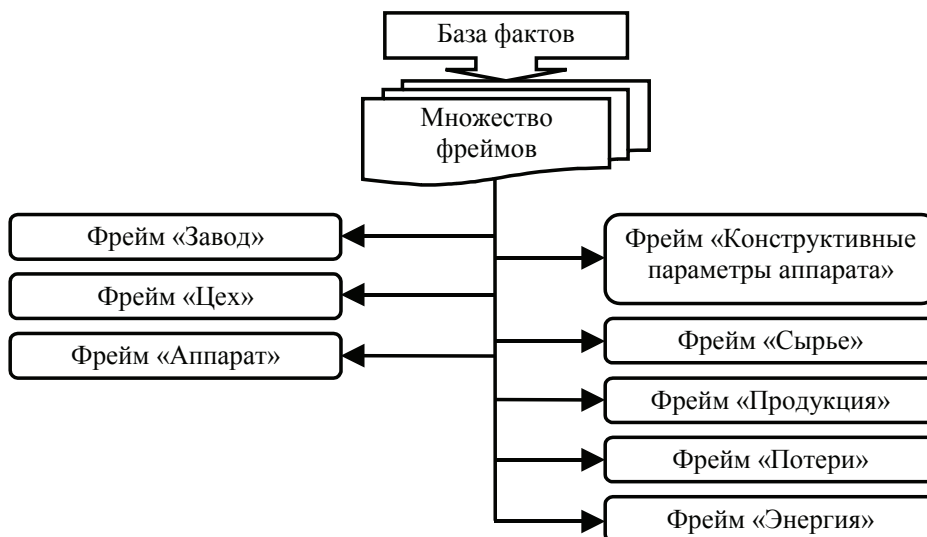 База фактов
Множество
фреймов
Фрейм «Завод»
Фрейм «Цех»
Фрейм «Аппарат»
Фрейм «Конструктивные
параметры аппарата»
Фрейм «Сырье»
Фрейм «Продукция»
Фрейм «Потери»
Фрейм «Энергия»